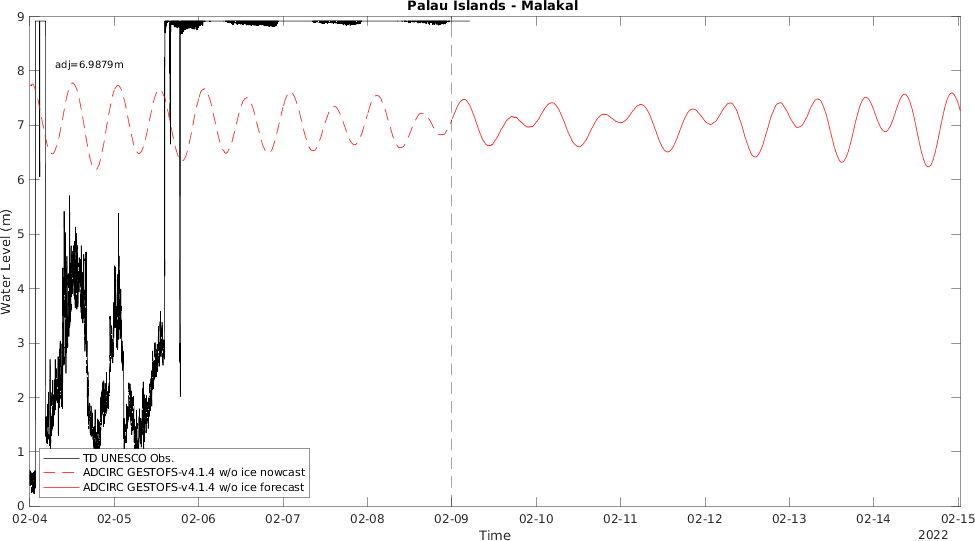 Palau Islands - Malakal
9
8
7
6
5
4
3
2
1
0
Water Level (m)
adj=6.9879m
TD UNESCO Obs.
ADCIRC GESTOFS-v4.1.4 w/o ice nowcast
ADCIRC GESTOFS-v4.1.4 w/o ice forecast
02-04 02-05 02-06 02-07 02-08 02-09 02-10 02-11 02-12 02-13 02-14 02-15
Time
2022